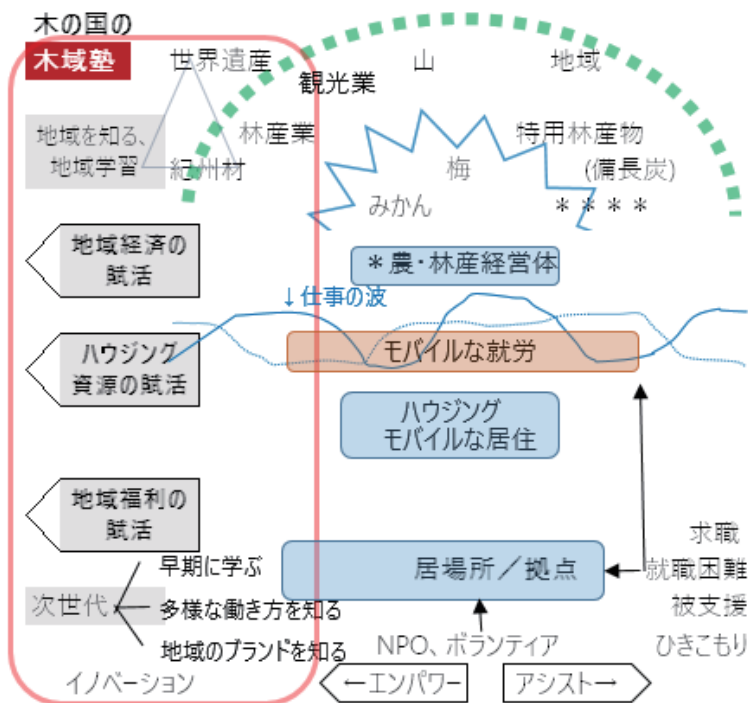 木の国の
木域塾
世界遺産
山
地域
観光業
地域を知る、
地域学習
林産業
特用林産物
紀州材
梅
(備長炭)
みかん
＊＊＊＊
地域経済の
賦活
＊農・林産経営体
↓仕事の波
ハウジング
資源の賦活
モバイルな就労
ハウジング
モバイルな居住
地域福利の
賦活
求職
早期に学ぶ
居場所／拠点
就職困難
次世代
多様な働き方を知る
被支援
地域のブランドを知る
NPO、ボランティア
ひきこもり
イノベーション
←エンパワー
アシスト→